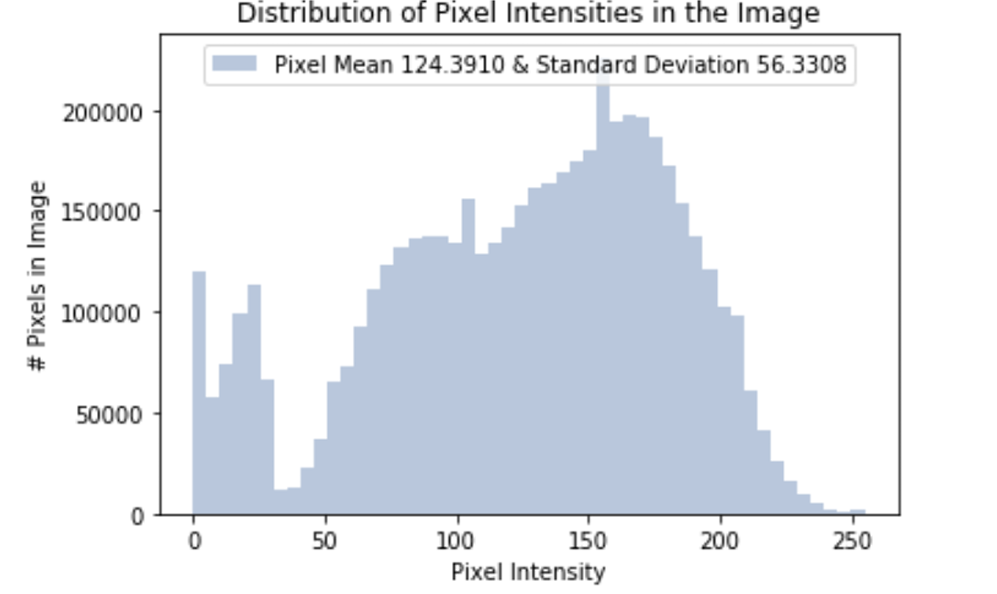 Distribution of Pixel Intensities in the Image
Pixel Mean 124.3910 & Standard Deviation 56.3308
# Pixels in Image
200000
150000
100000
50000
0
0 50 100 150 200 250
Pixel Intensity